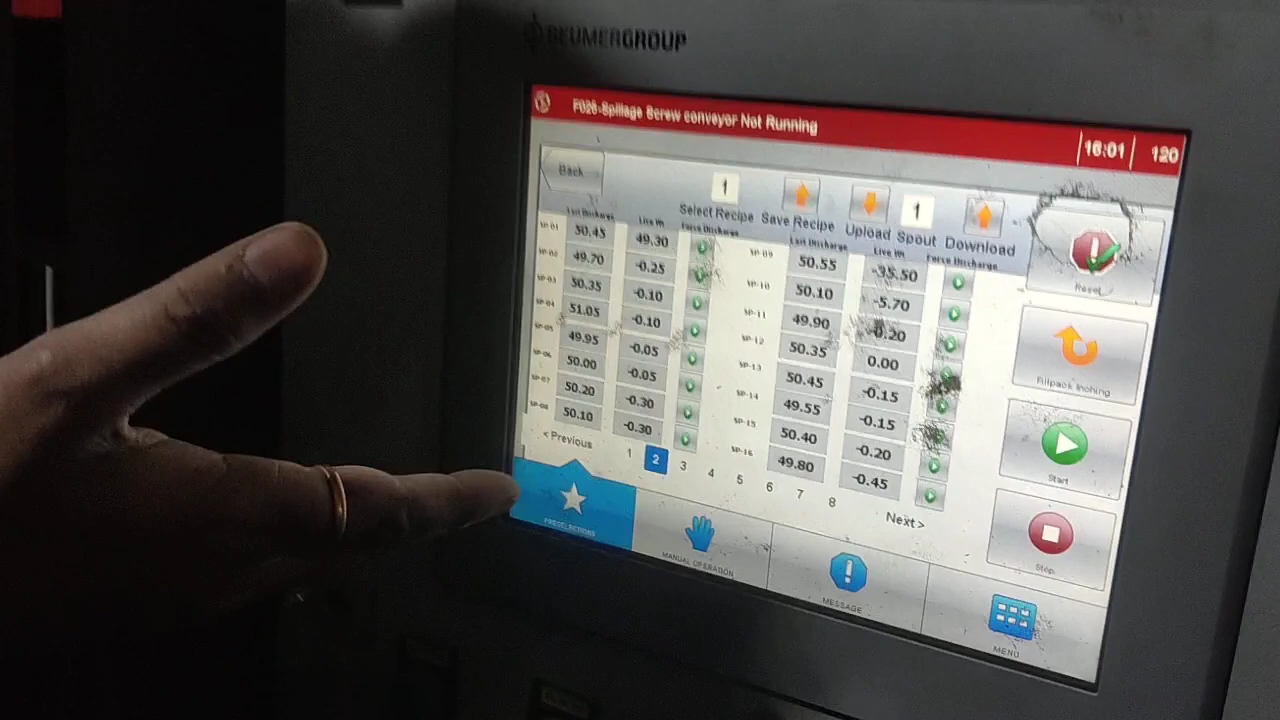 BEUMERGROUP
F026-Spillage Screw conveyor Not Running
16:01 120
Back
1
1
Select Recipe Save Recipe Upload Spout Download
Last Discharge Live Wt Force Discharge Last Discharge Live Wt Force Discharge
SP-01 50.45 49.30 SP-09 50.55 -35.50
SP-02 49.70 -0.25 SP-10 50.10 -5.70
SP-03 50.35 -0.10 SP-11 49.90 -0.20
SP-04 51.05 -0.10 SP-12 50.35 0.00
SP-05 49.95 -0.05 SP-13 50.45 -0.15
SP-06 50.00 -0.05 SP-14 49.55 -0.15
SP-07 50.20 -0.30 SP-15 50.40 -0.20
SP-08 50.10 -0.30 SP-16 49.80 -0.45
< Previous 1 2 3 4 5 6 7 8 Next >
Reset
Fillpack Inching
Start
Stop
PRESELECTIONS
MANUAL OPERATION
MESSAGE
MENU